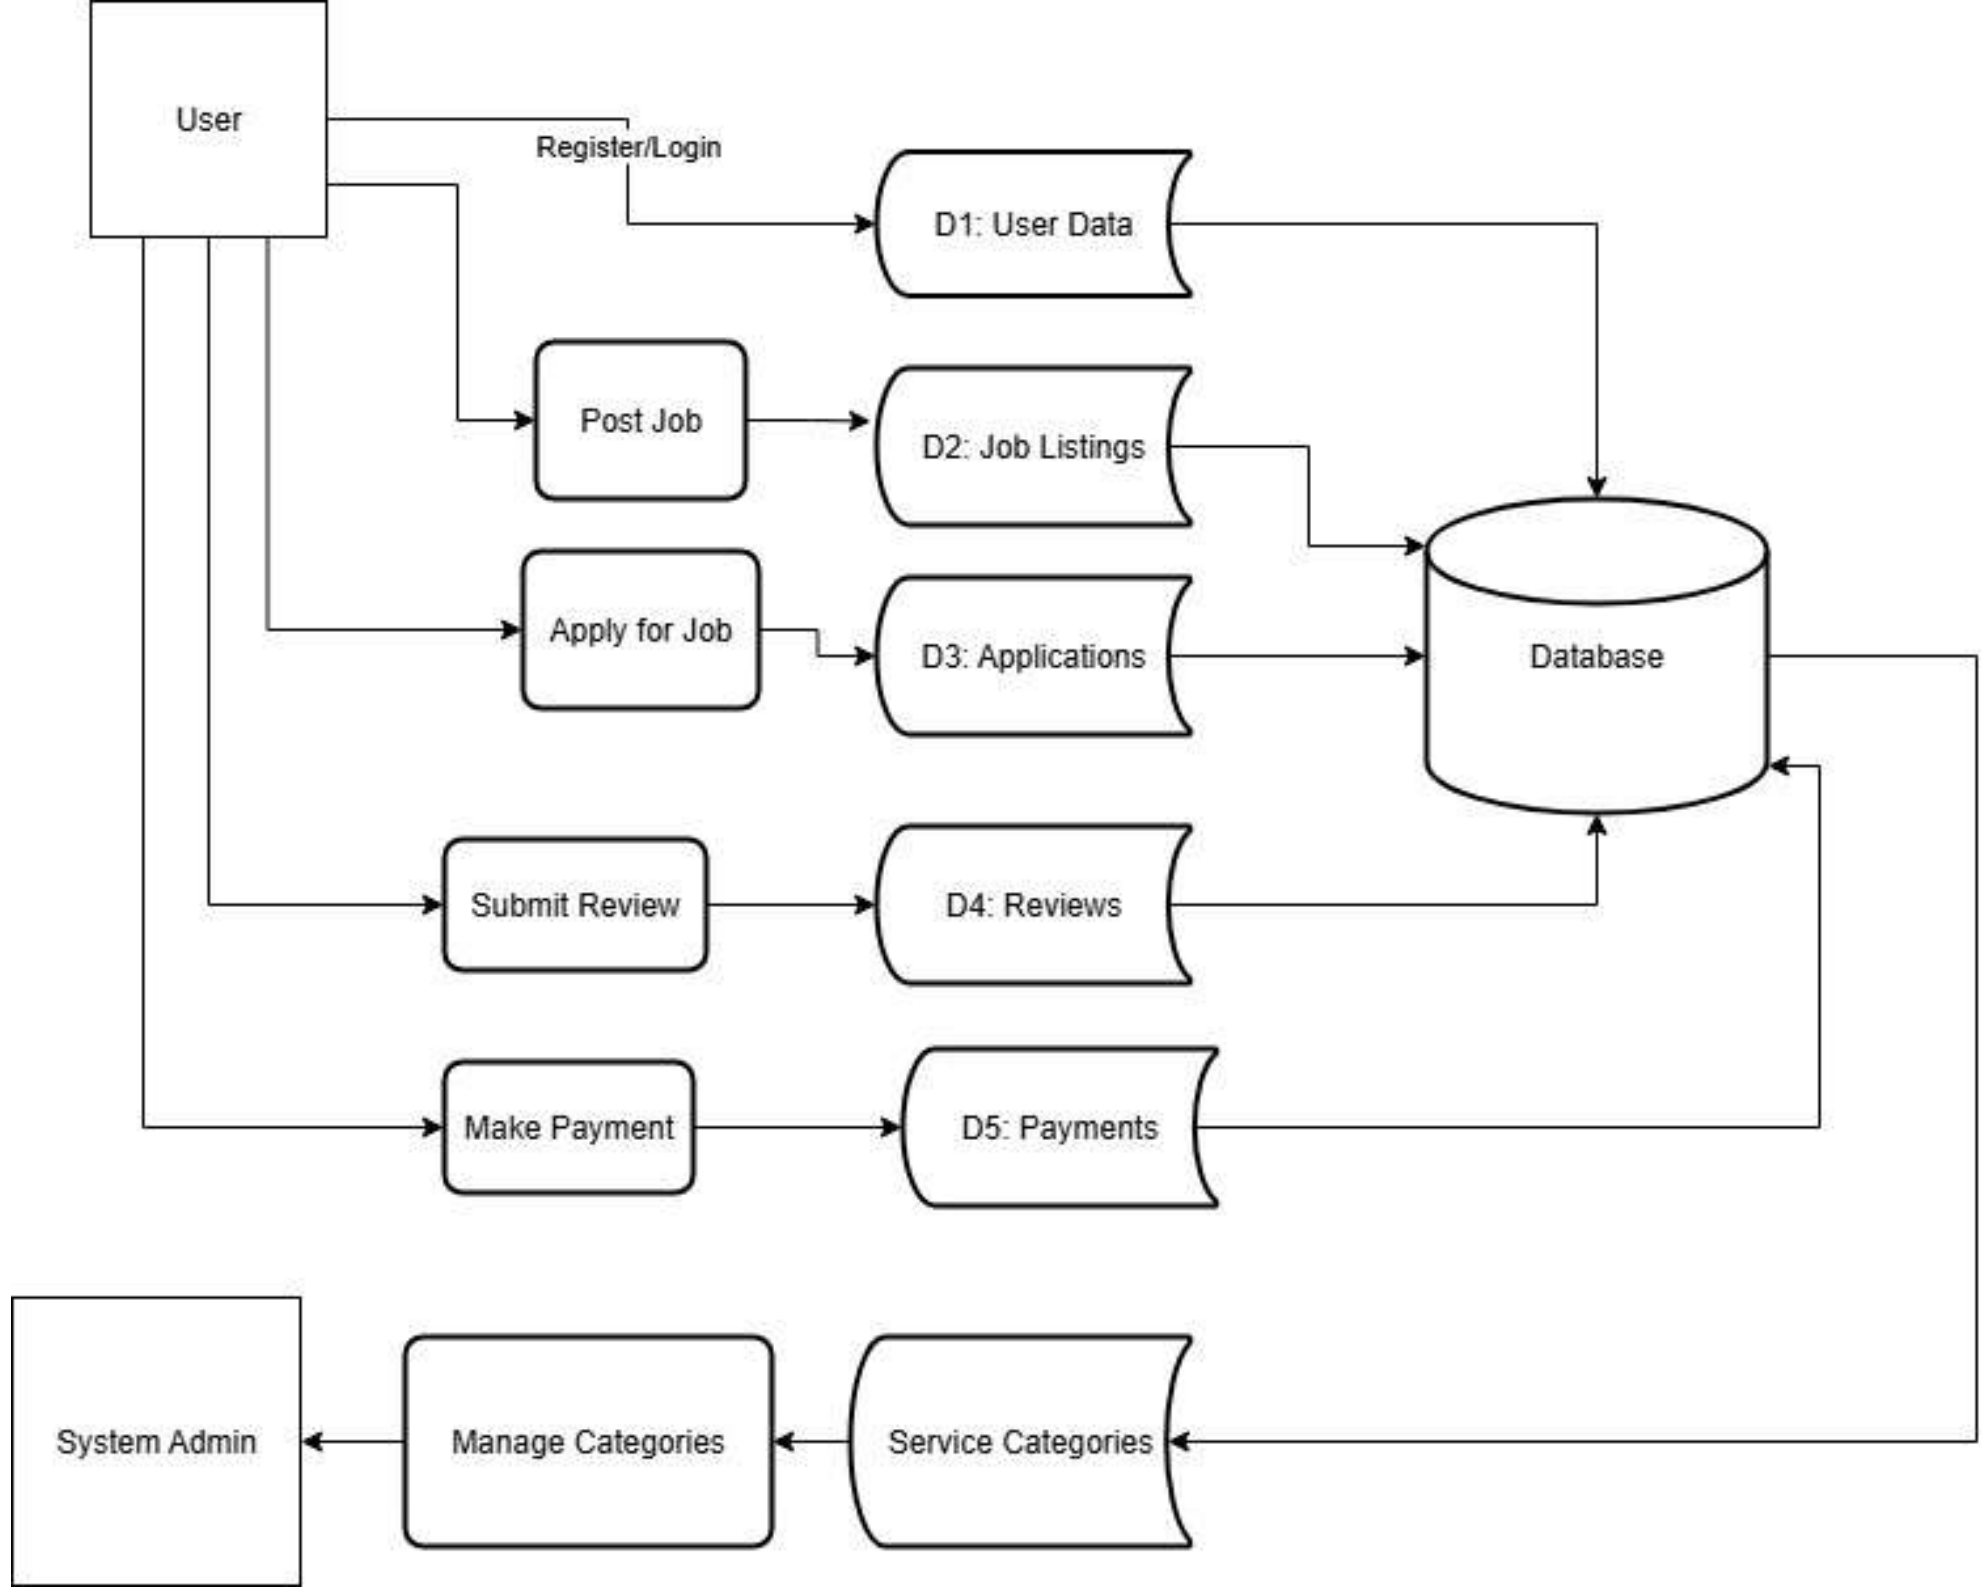 User
Register/Login
D1: User Data
Post Job
D2: Job Listings
Apply for Job
D3: Applications
Database
Submit Review
D4: Reviews
Make Payment
D5: Payments
System Admin
Manage Categories
Service Categories